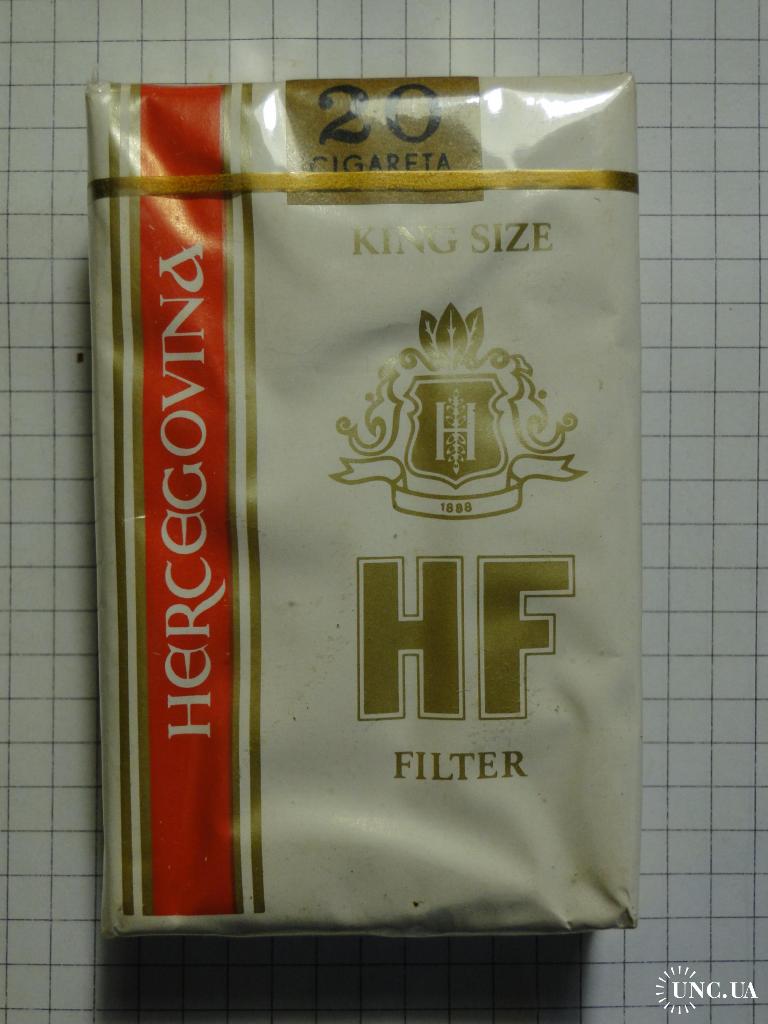 20
CIGARETA
KING SIZE
HERCEGOVINA
H
1888
HF
FILTER
UNC.UA